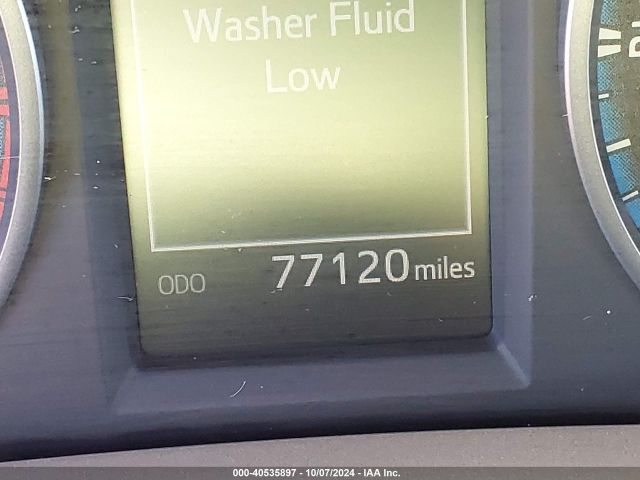 Washer Fluid
Low
ODO 77120 miles
000-40535897 - 10/07/2024 - IAA Inc.